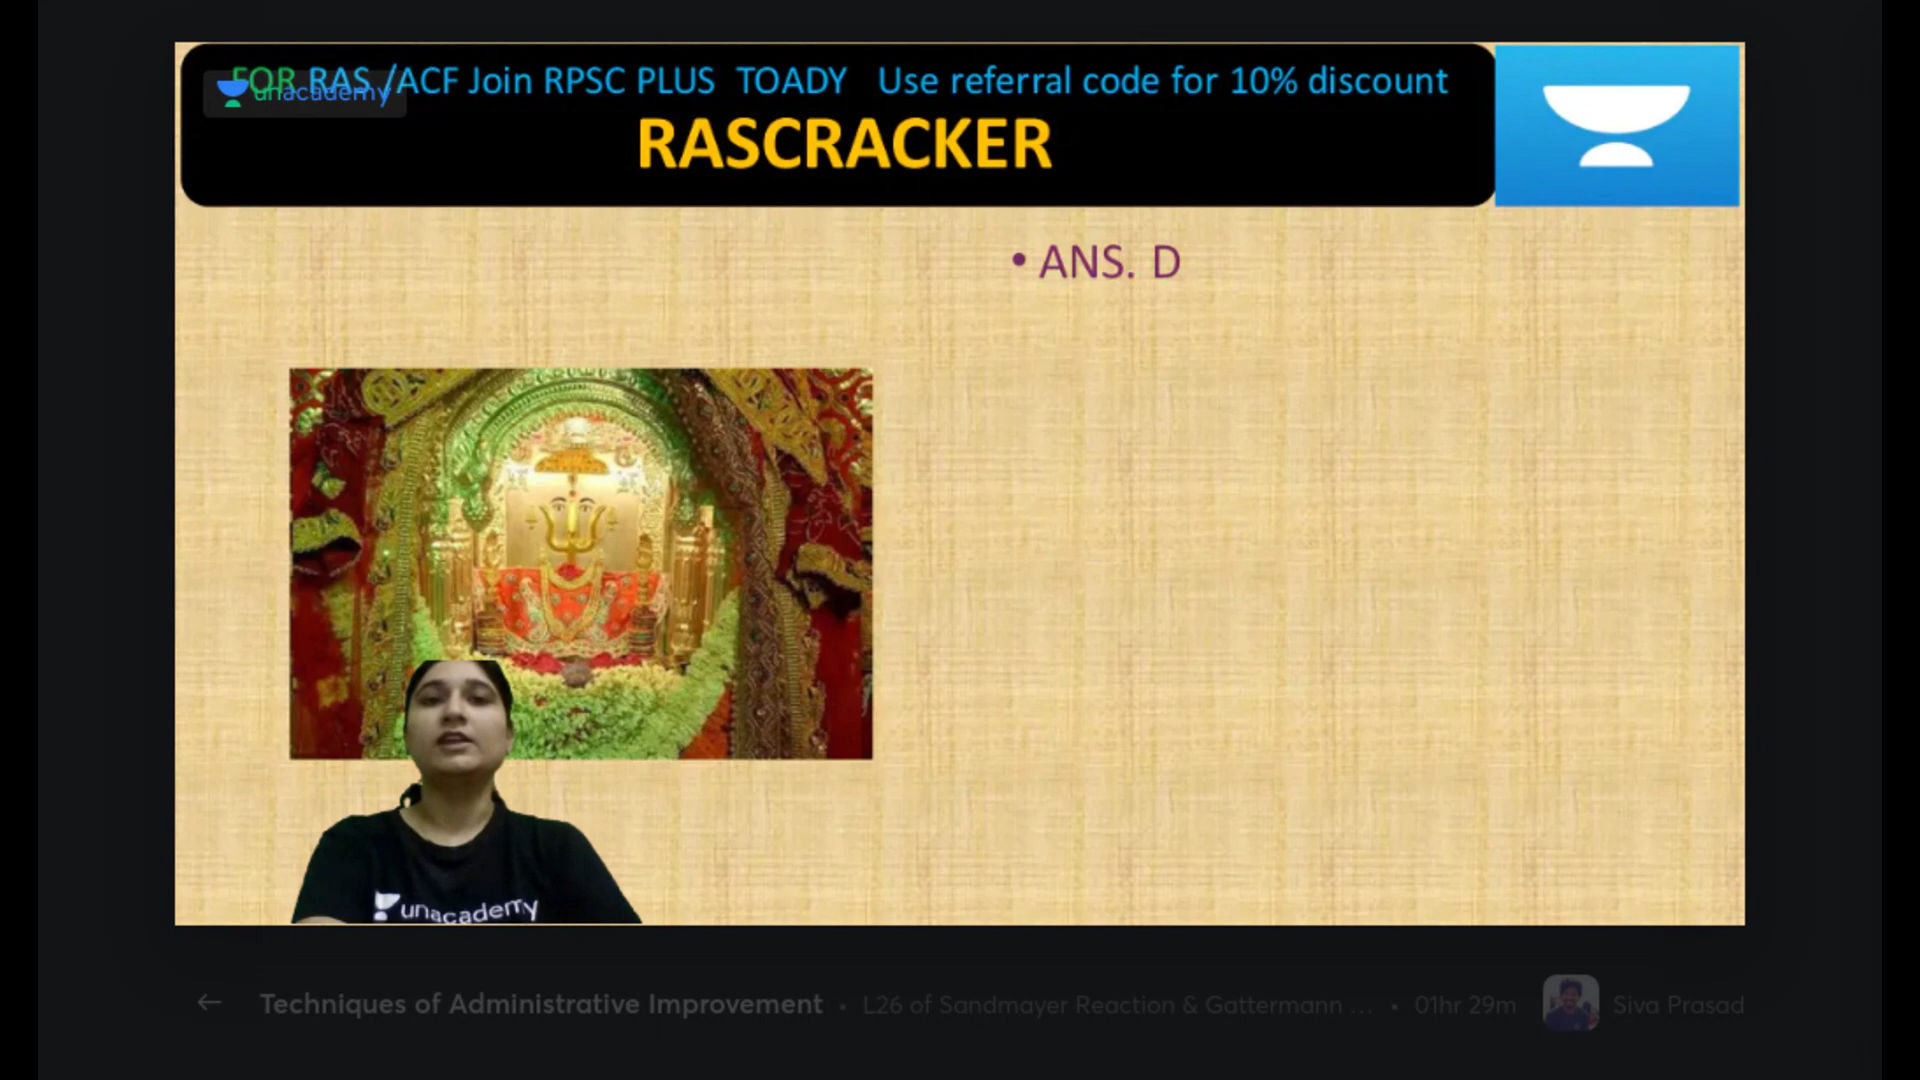 FOR RAS /ACF Join RPSC PLUS TOADY Use referral code for 10% discount
unacademy
RASCRACKER
• ANS. D
unacademy
Techniques of Administrative Improvement • L26 of Sandmayer Reaction & Gattermann ... • 01hr 29m
Siva Prasad